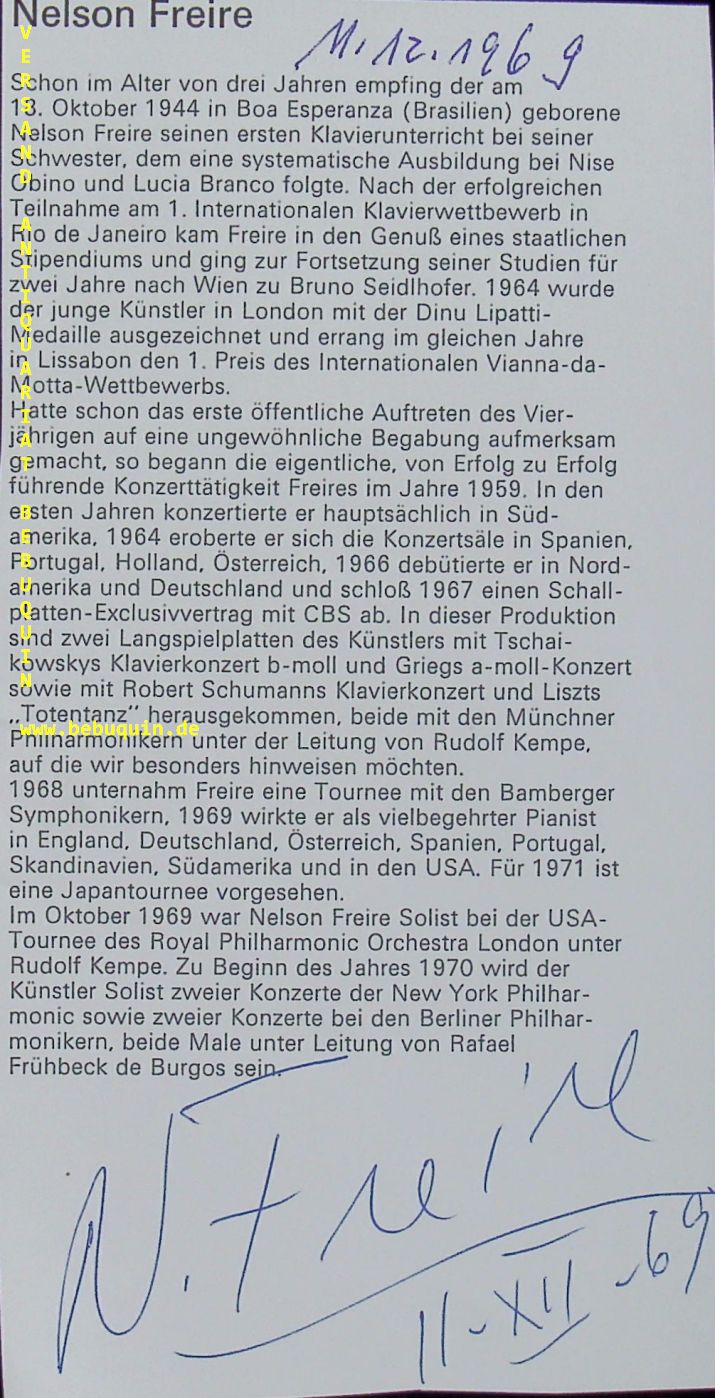 Nelson Freire
11.12.1969
Schon im Alter von drei Jahren empfing der am
18. Oktober 1944 in Boa Esperanza (Brasilien) geborene
Nelson Freire seinen ersten Klavierunterricht bei seiner
Schwester, dem eine systematische Ausbildung bei Nise
Obino und Lucia Branco folgte. Nach der erfolgreichen
Teilnahme am 1. Internationalen Klavierwettbewerb in
Rio de Janeiro kam Freire in den Genuß eines staatlichen
Stipendiums und ging zur Fortsetzung seiner Studien für
zwei Jahre nach Wien zu Bruno Seidlhofer. 1964 wurde
der junge Künstler in London mit der Dinu Lipatti-
Medaille ausgezeichnet und errang im gleichen Jahre
in Lissabon den 1. Preis des Internationalen Vianna-da-
Motta-Wettbewerbs.
Hatte schon das erste öffentliche Auftreten des Vier-
jährigen auf eine ungewöhnliche Begabung aufmerksam
gemacht, so begann die eigentliche, von Erfolg zu Erfolg
führende Konzerttätigkeit Freires im Jahre 1959. In den
ersten Jahren konzertierte er hauptsächlich in Süd-
amerika, 1964 eroberte er sich die Konzertsäle in Spanien,
Portugal, Holland, Österreich, 1966 debütierte er in Nord-
amerika und Deutschland und schloß 1967 einen Schall-
platten-Exclusivvertrag mit CBS ab. In dieser Produktion
sind zwei Langspielplatten des Künstlers mit Tschai-
kowskys Klavierkonzert b-moll und Griegs a-moll-Konzert
sowie mit Robert Schumanns Klavierkonzert und Liszts
„Totentanz" herausgekommen, beide mit den Münchner
Philharmonikern unter der Leitung von Rudolf Kempe,
auf die wir besonders hinweisen möchten.
1968 unternahm Freire eine Tournee mit den Bamberger
Symphonikern, 1969 wirkte er als vielbegehrter Pianist
in England, Deutschland, Österreich, Spanien, Portugal,
Skandinavien, Südamerika und in den USA. Für 1971 ist
eine Japantournee vorgesehen.
Im Oktober 1969 war Nelson Freire Solist bei der USA-
Tournee des Royal Philharmonic Orchestra London unter
Rudolf Kempe. Zu Beginn des Jahres 1970 wird der
Künstler Solist zweier Konzerte der New York Philhar-
monic sowie zweier Konzerte bei den Berliner Philhar-
monikern, beide Male unter Leitung von Rafael
Frühbeck de Burgos sein.
N. Freire
11-XII-69
VERSAND ANTIQUARIAT BEBUQUIN
www.bebuquin.de